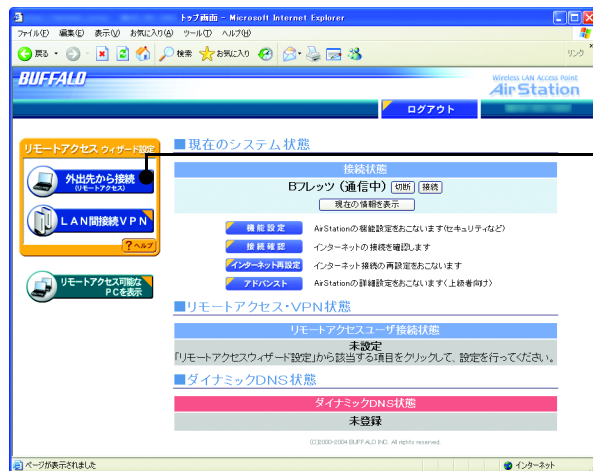 トップ画面 - Microsoft Internet Explorer
ファイル(F) 編集(E) 表示(V) お気に入り(A) ツール(T) ヘルプ(H)
戻る 検索 お気に入り リンク
BUFFALO
Wireless LAN Access Point
AirStation
ログアウト
リモートアクセス ウィザード設定
外出先から接続
(リモートアクセス)
LAN間接続VPN
?ヘルプ
リモートアクセス可能な
PCを表示
■現在のシステム状態
接続状態
Bフレッツ (通信中) 切断 接続
現在の情報を表示
機能設定 AirStationの機能設定をおこないます(セキュリティなど)
接続確認 インターネットの接続を確認します
インターネット再設定 インターネット接続の再設定をおこないます
アドバンスト AirStationの詳細設定をおこないます(上級者向け)
■リモートアクセス・VPN状態
リモートアクセスユーザ接続状態
未設定
「リモートアクセスウィザード設定」から該当する項目をクリックして、設定を行ってください。
■ダイナミックDNS状態
ダイナミックDNS状態
未登録
(C)2000-2004 BUFFALO INC. All rights reserved.
ページが表示されました インターネット